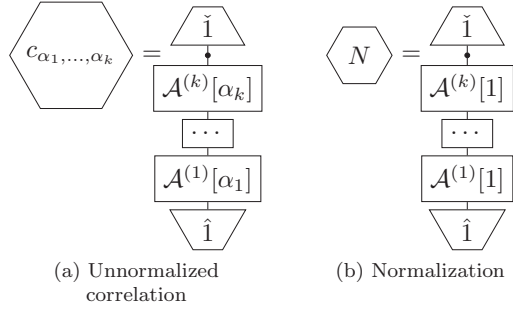 c_{α_1,...,α_k} = 1̌
𝒜^{(k)}[α_k]
···
𝒜^{(1)}[α_1]
1̂
(a) Unnormalized
correlation
N = 1̌
𝒜^{(k)}[1]
···
𝒜^{(1)}[1]
1̂
(b) Normalization